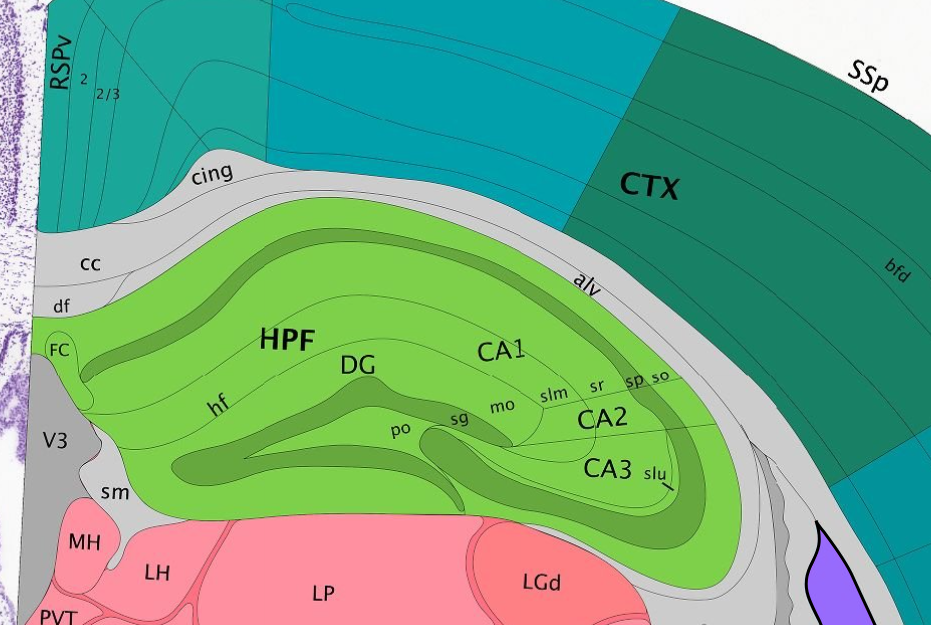 RSPv
2
2/3
SSp
cing
CTX
cc
alv
bfd
df
HPF
FC
CA1
DG
slm
sr
sp
so
hf
mo
sg
CA2
po
V3
CA3
slu
sm
MH
LH
LP
LGd
PVT